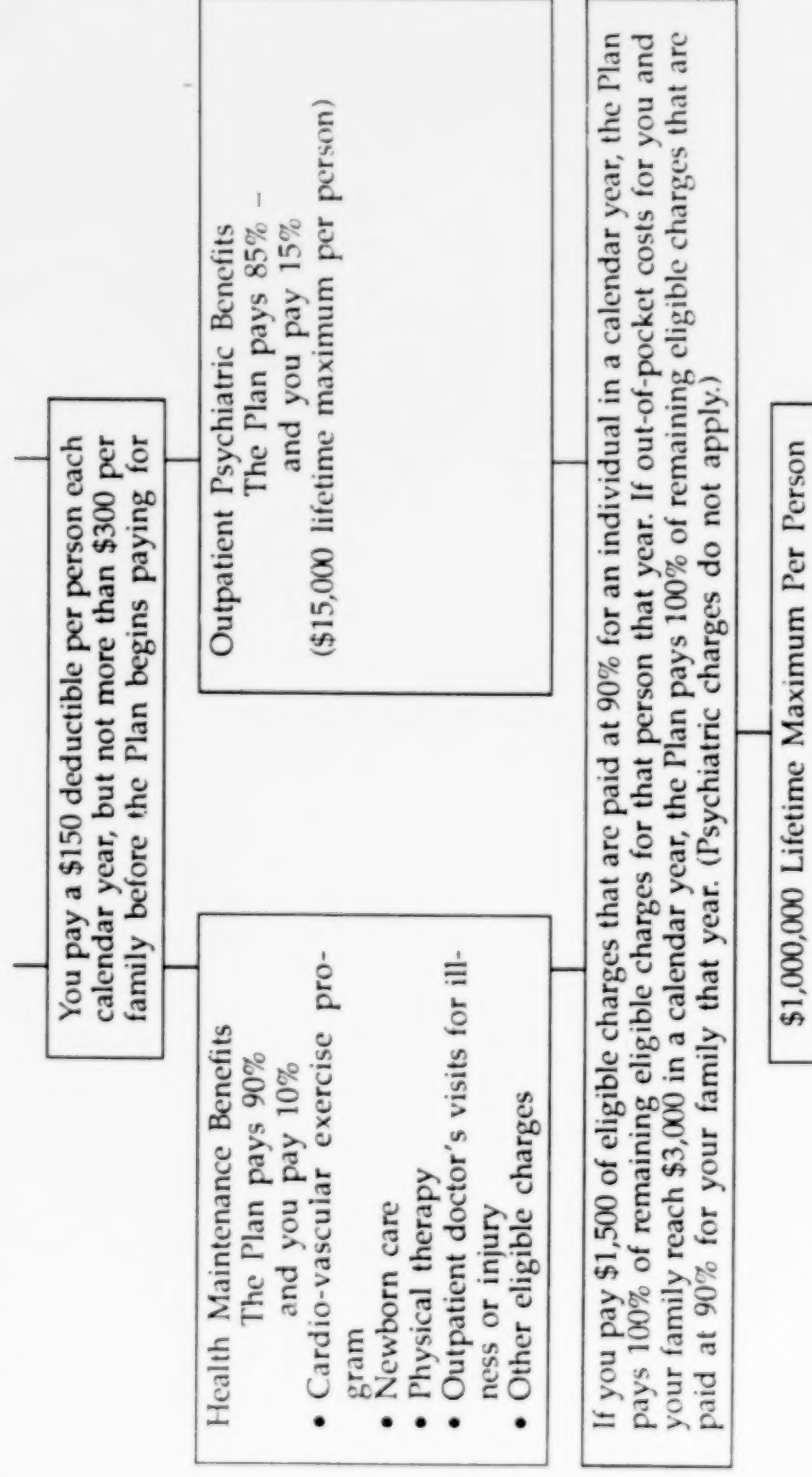 You pay a $150 deductible per person each
calendar year, but not more than $300 per
family before the Plan begins paying for
Health Maintenance Benefits
The Plan pays 90%
and you pay 10%
• Cardio-vascular exercise pro-
gram
• Newborn care
• Physical therapy
• Outpatient doctor's visits for ill-
ness or injury
• Other eligible charges
Outpatient Psychiatric Benefits
The Plan pays 85% –
and you pay 15%
($15,000 lifetime maximum per person)
If you pay $1,500 of eligible charges that are paid at 90% for an individual in a calendar year, the Plan
pays 100% of remaining eligible charges for that person that year. If out-of-pocket costs for you and
your family reach $3,000 in a calendar year, the Plan pays 100% of remaining eligible charges that are
paid at 90% for your family that year. (Psychiatric charges do not apply.)
$1,000,000 Lifetime Maximum Per Person